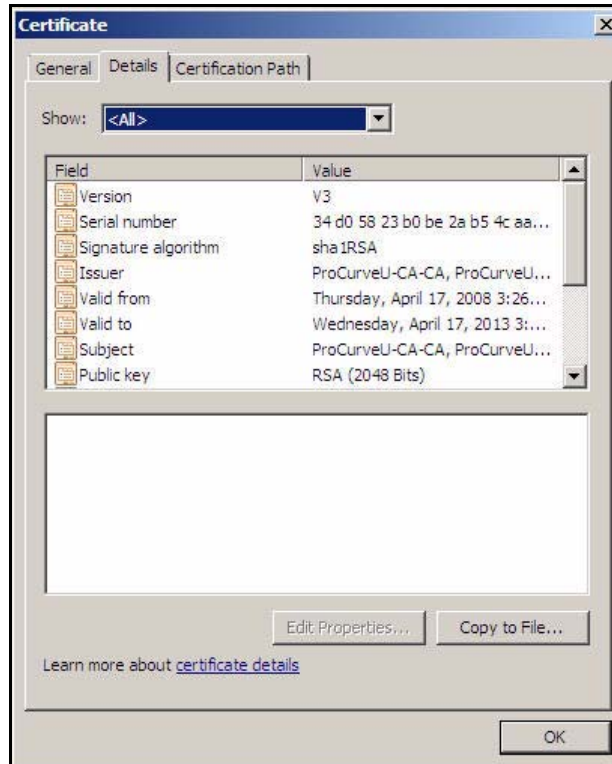 Certificate
General Details Certification Path
Show: <All>
Field Value
Version V3
Serial number 34 d0 58 23 b0 be 2a b5 4c aa...
Signature algorithm sha1RSA
Issuer ProCurveU-CA-CA, ProCurveU...
Valid from Thursday, April 17, 2008 3:26...
Valid to Wednesday, April 17, 2013 3:...
Subject ProCurveU-CA-CA, ProCurveU...
Public key RSA (2048 Bits)
Edit Properties... Copy to File...
Learn more about certificate details
OK